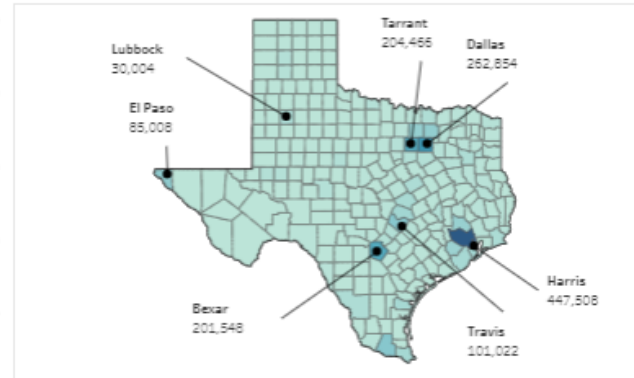 Tarrant
204,466
Dallas
262,854
Lubbock
30,004
El Paso
85,008
Harris
447,508
Bexar
201,548
Travis
101,022